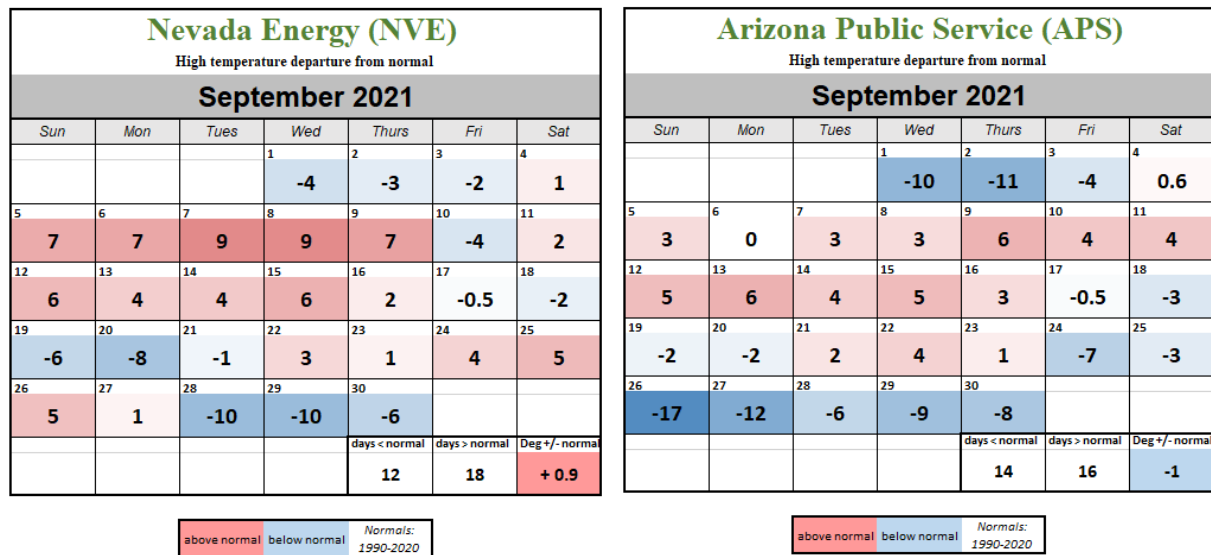 Nevada Energy (NVE)
High temperature departure from normal
September 2021
Sun Mon Tues Wed Thurs Fri Sat
1 2 3 4
-4 -3 -2 1
5 6 7 8 9 10 11
7 7 9 9 7 -4 2
12 13 14 15 16 17 18
6 4 4 6 2 -0.5 -2
19 20 21 22 23 24 25
-6 -8 -1 3 1 4 5
26 27 28 29 30
5 1 -10 -10 -6
days < normal days > normal Deg +/- normal
12 18 + 0.9
above normal below normal Normals:
1990-2020
Arizona Public Service (APS)
High temperature departure from normal
September 2021
Sun Mon Tues Wed Thurs Fri Sat
1 2 3 4
-10 -11 -4 0.6
5 6 7 8 9 10 11
3 0 3 3 6 4 4
12 13 14 15 16 17 18
5 6 4 5 3 -0.5 -3
19 20 21 22 23 24 25
-2 -2 2 4 1 -7 -3
26 27 28 29 30
-17 -12 -6 -9 -8
days < normal days > normal Deg +/- normal
14 16 -1
above normal below normal Normals:
1990-2020